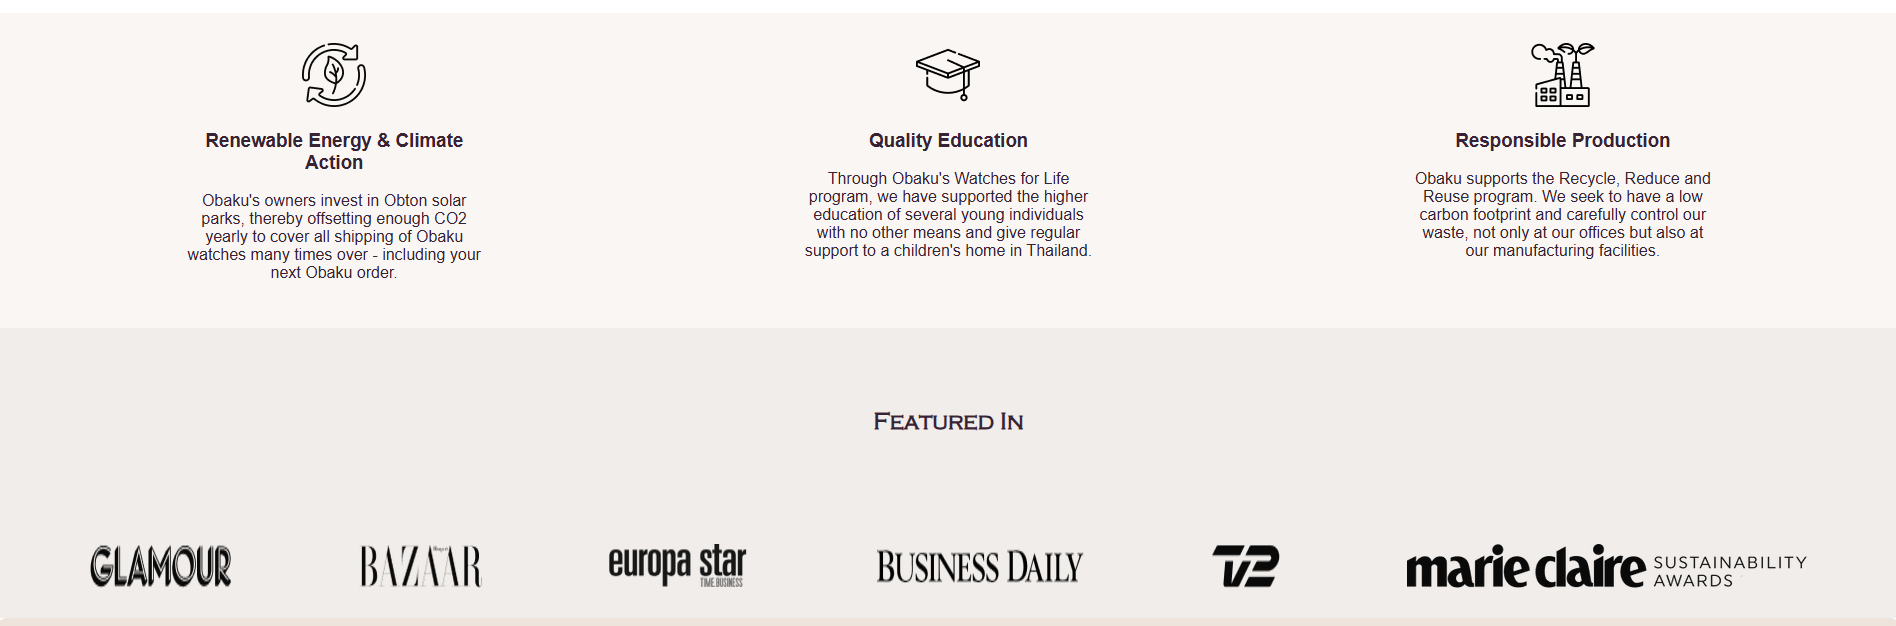 Renewable Energy & Climate
Action
Obaku's owners invest in Obton solar
parks, thereby offsetting enough CO2
yearly to cover all shipping of Obaku
watches many times over - including your
next Obaku order.
Quality Education
Through Obaku's Watches for Life
program, we have supported the higher
education of several young individuals
with no other means and give regular
support to a children's home in Thailand.
Responsible Production
Obaku supports the Recycle, Reduce and
Reuse program. We seek to have a low
carbon footprint and carefully control our
waste, not only at our offices but also at
our manufacturing facilities.
FEATURED IN
GLAMOUR
BAZAAR
europa star
TIME.BUSINESS
BUSINESS DAILY
TV2
marie claire
SUSTAINABILITY
AWARDS